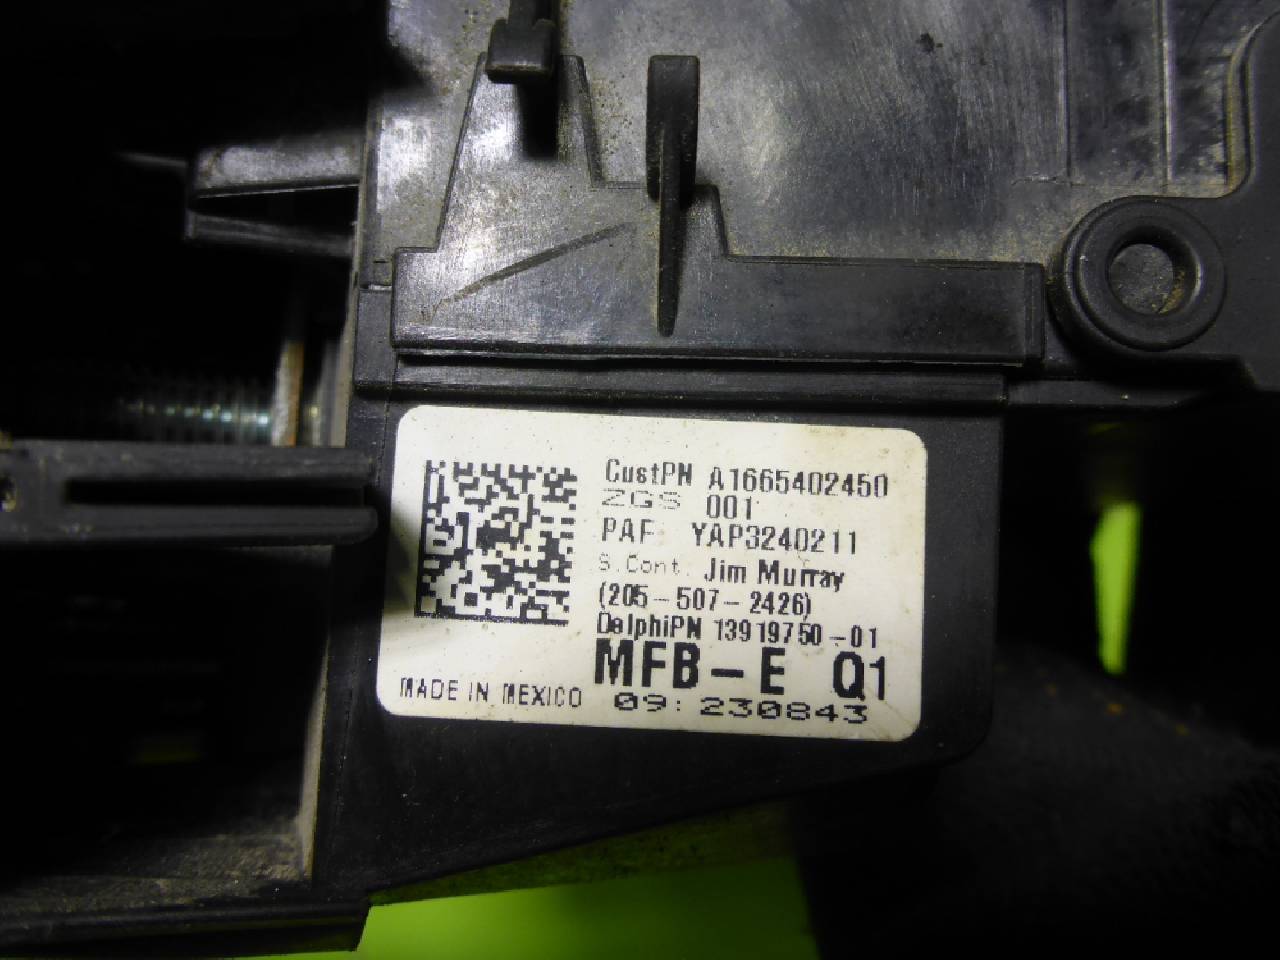 CustPN A1665402450
ZGS 001
PAF YAP3240211
S.Cont. Jim Murray
(205-507-2426)
DelphiPN 13919750-01
MFB-E Q1
MADE IN MEXICO 09:230843